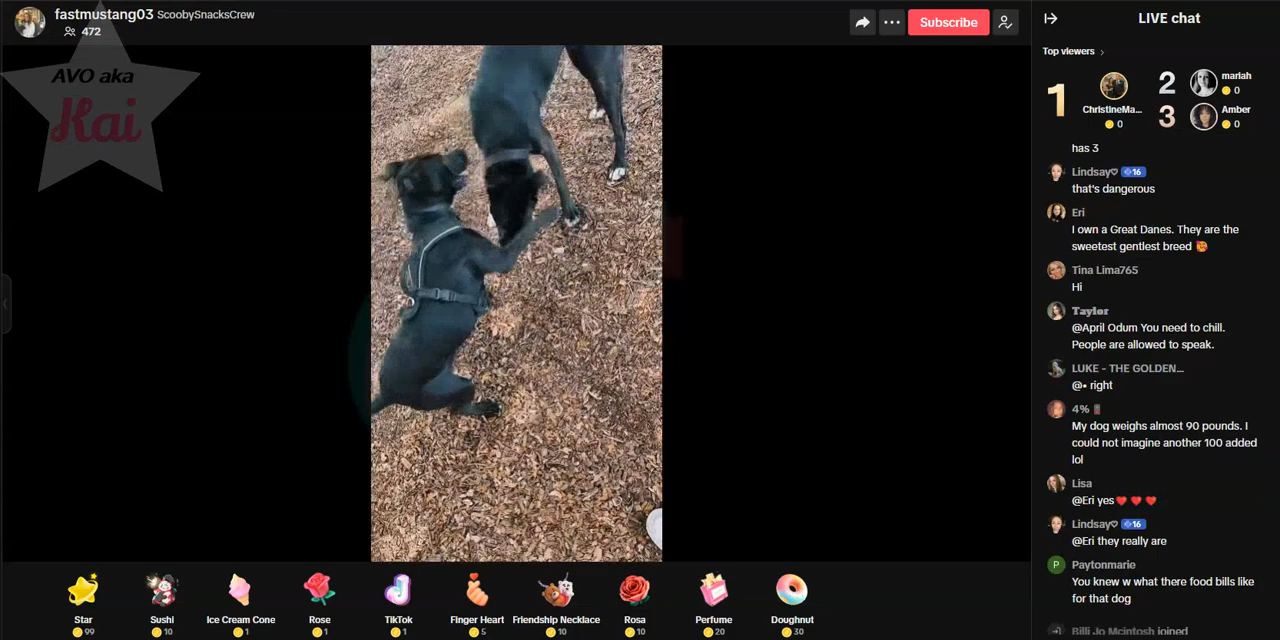 fastmustang03 ScoobySnacksCrew
472
Subscribe
AVO aka
Kai
LIVE chat
Top viewers
1
ChristineMa...
0
2
mariah
0
3
Amber
0
has 3
Lindsay♡ 16
that's dangerous
Eri
I own a Great Danes. They are the
sweetest gentlest breed 🥰
Tina Lima765
Hi
Taylor
@April Odum You need to chill.
People are allowed to speak.
LUKE - THE GOLDEN...
@• right
4%🪫
My dog weighs almost 90 pounds. I
could not imagine another 100 added
lol
Lisa
@Eri yes❤️❤️❤️
Lindsay♡ 16
@Eri they really are
P Paytonmarie
You knew w what there food bills like
for that dog
Billi Jo Mcintosh joined
Star
99
Sushi
10
Ice Cream Cone
1
Rose
1
TikTok
1
Finger Heart
5
Friendship Necklace
10
Rosa
10
Perfume
20
Doughnut
30